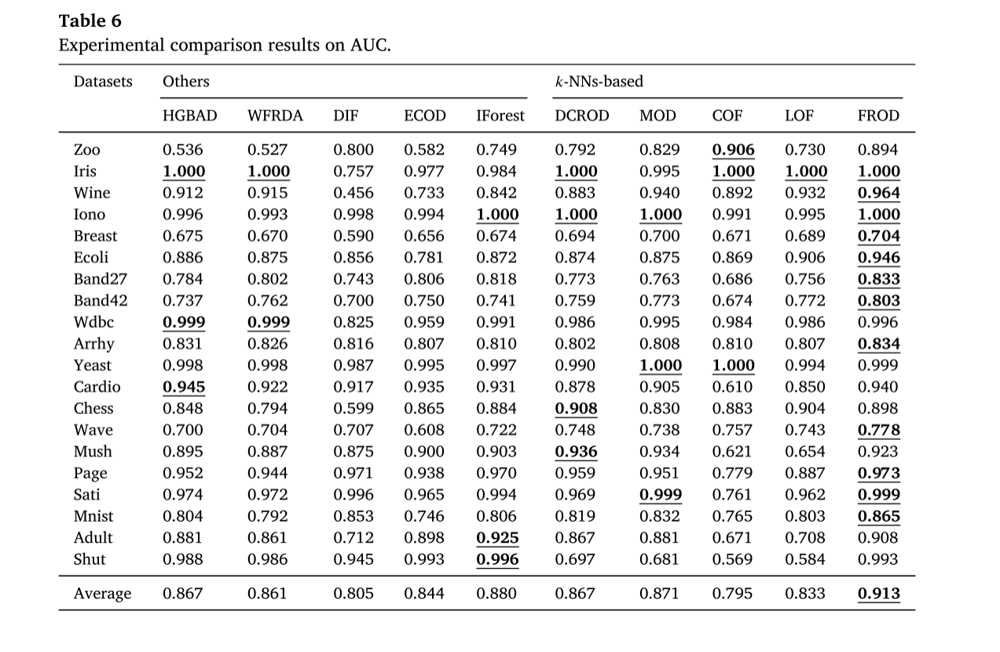 Table 6
Experimental comparison results on AUC.
Datasets Others k-NNs-based
HGBAD WFRDA DIF ECOD IForest DCROD MOD COF LOF FROD
Zoo 0.536 0.527 0.800 0.582 0.749 0.792 0.829 0.906 0.730 0.894
Iris 1.000 1.000 0.757 0.977 0.984 1.000 0.995 1.000 1.000 1.000
Wine 0.912 0.915 0.456 0.733 0.842 0.883 0.940 0.892 0.932 0.964
Iono 0.996 0.993 0.998 0.994 1.000 1.000 1.000 0.991 0.995 1.000
Breast 0.675 0.670 0.590 0.656 0.674 0.694 0.700 0.671 0.689 0.704
Ecoli 0.886 0.875 0.856 0.781 0.872 0.874 0.875 0.869 0.906 0.946
Band27 0.784 0.802 0.743 0.806 0.818 0.773 0.763 0.686 0.756 0.833
Band42 0.737 0.762 0.700 0.750 0.741 0.759 0.773 0.674 0.772 0.803
Wdbc 0.999 0.999 0.825 0.959 0.991 0.986 0.995 0.984 0.986 0.996
Arrhy 0.831 0.826 0.816 0.807 0.810 0.802 0.808 0.810 0.807 0.834
Yeast 0.998 0.998 0.987 0.995 0.997 0.990 1.000 1.000 0.994 0.999
Cardio 0.945 0.922 0.917 0.935 0.931 0.878 0.905 0.610 0.850 0.940
Chess 0.848 0.794 0.599 0.865 0.884 0.908 0.830 0.883 0.904 0.898
Wave 0.700 0.704 0.707 0.608 0.722 0.748 0.738 0.757 0.743 0.778
Mush 0.895 0.887 0.875 0.900 0.903 0.936 0.934 0.621 0.654 0.923
Page 0.952 0.944 0.971 0.938 0.970 0.959 0.951 0.779 0.887 0.973
Sati 0.974 0.972 0.996 0.965 0.994 0.969 0.999 0.761 0.962 0.999
Mnist 0.804 0.792 0.853 0.746 0.806 0.819 0.832 0.765 0.803 0.865
Adult 0.881 0.861 0.712 0.898 0.925 0.867 0.881 0.671 0.708 0.908
Shut 0.988 0.986 0.945 0.993 0.996 0.697 0.681 0.569 0.584 0.993
Average 0.867 0.861 0.805 0.844 0.880 0.867 0.871 0.795 0.833 0.913